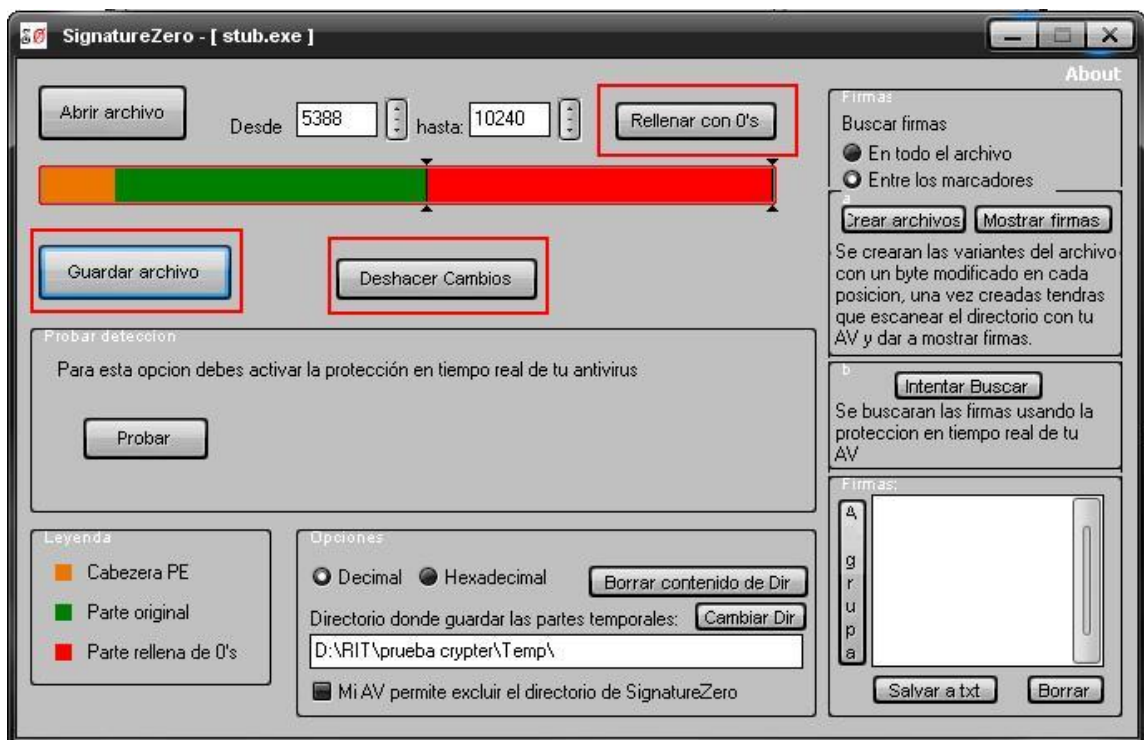 SignatureZero - [ stub.exe ]
About
Abrir archivo
Desde 5388 hasta: 10240
Rellenar con 0's
Guardar archivo
Deshacer Cambios
Probar deteccion
Para esta opcion debes activar la protección en tiempo real de tu antivirus
Probar
Leyenda
Cabezera PE
Parte original
Parte rellena de 0's
Opciones
Decimal Hexadecimal
Borrar contenido de Dir
Directorio donde guardar las partes temporales:
Cambiar Dir
D:\RIT\prueba crypter\Temp\
Mi AV permite excluir el directorio de SignatureZero
Firmas
Buscar firmas
En todo el archivo
Entre los marcadores
a
Crear archivos Mostrar firmas
Se crearan las variantes del archivo
con un byte modificado en cada
posicion, una vez creadas tendras
que escanear el directorio con tu
AV y dar a mostrar firmas.
b
Intentar Buscar
Se buscaran las firmas usando la
proteccion en tiempo real de tu
AV
Firmas:
A
g
r
u
p
a
Salvar a txt Borrar